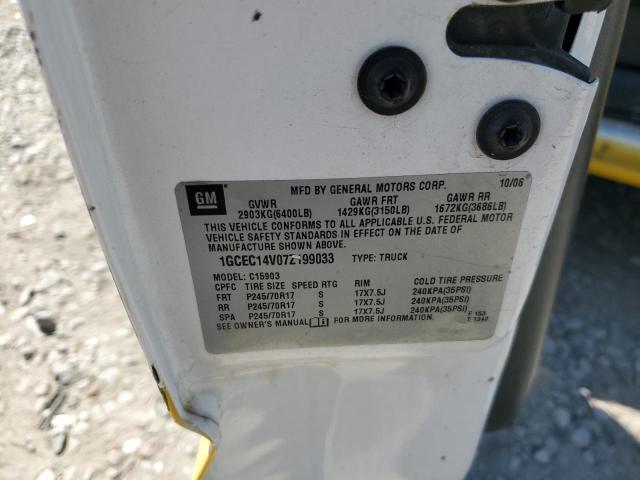 GM
MFD BY GENERAL MOTORS CORP. 10/06
GVWR GAWR FRT GAWR RR
2903KG(6400LB) 1429KG(3150LB) 1672KG(3686LB)
THIS VEHICLE CONFORMS TO ALL APPLICABLE U.S. FEDERAL MOTOR
VEHICLE SAFETY STANDARDS IN EFFECT ON THE DATE OF
MANUFACTURE SHOWN ABOVE.
1GCEC14V07Z199033 TYPE: TRUCK
MODEL: C15903
CPFC TIRE SIZE SPEED RTG RIM COLD TIRE PRESSURE
FRT P245/70R17 S 17X7.5J 240KPA(35PSI)
RR P245/70R17 S 17X7.5J 240KPA(35PSI)
SPA P245/70R17 S 17X7.5J 240KPA(35PSI)
SEE OWNER'S MANUAL FOR MORE INFORMATION.